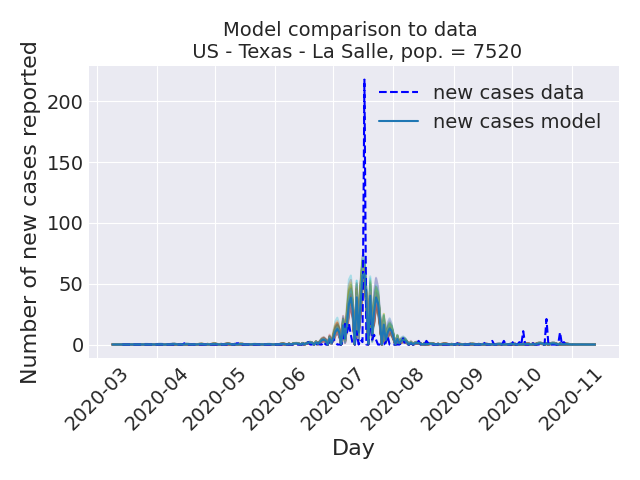 Model comparison to data
US - Texas - La Salle, pop. = 7520
Number of new cases reported
200
150
100
50
0
new cases data
new cases model
2020-03
2020-04
2020-05
2020-06
2020-07
2020-08
2020-09
2020-10
2020-11
Day